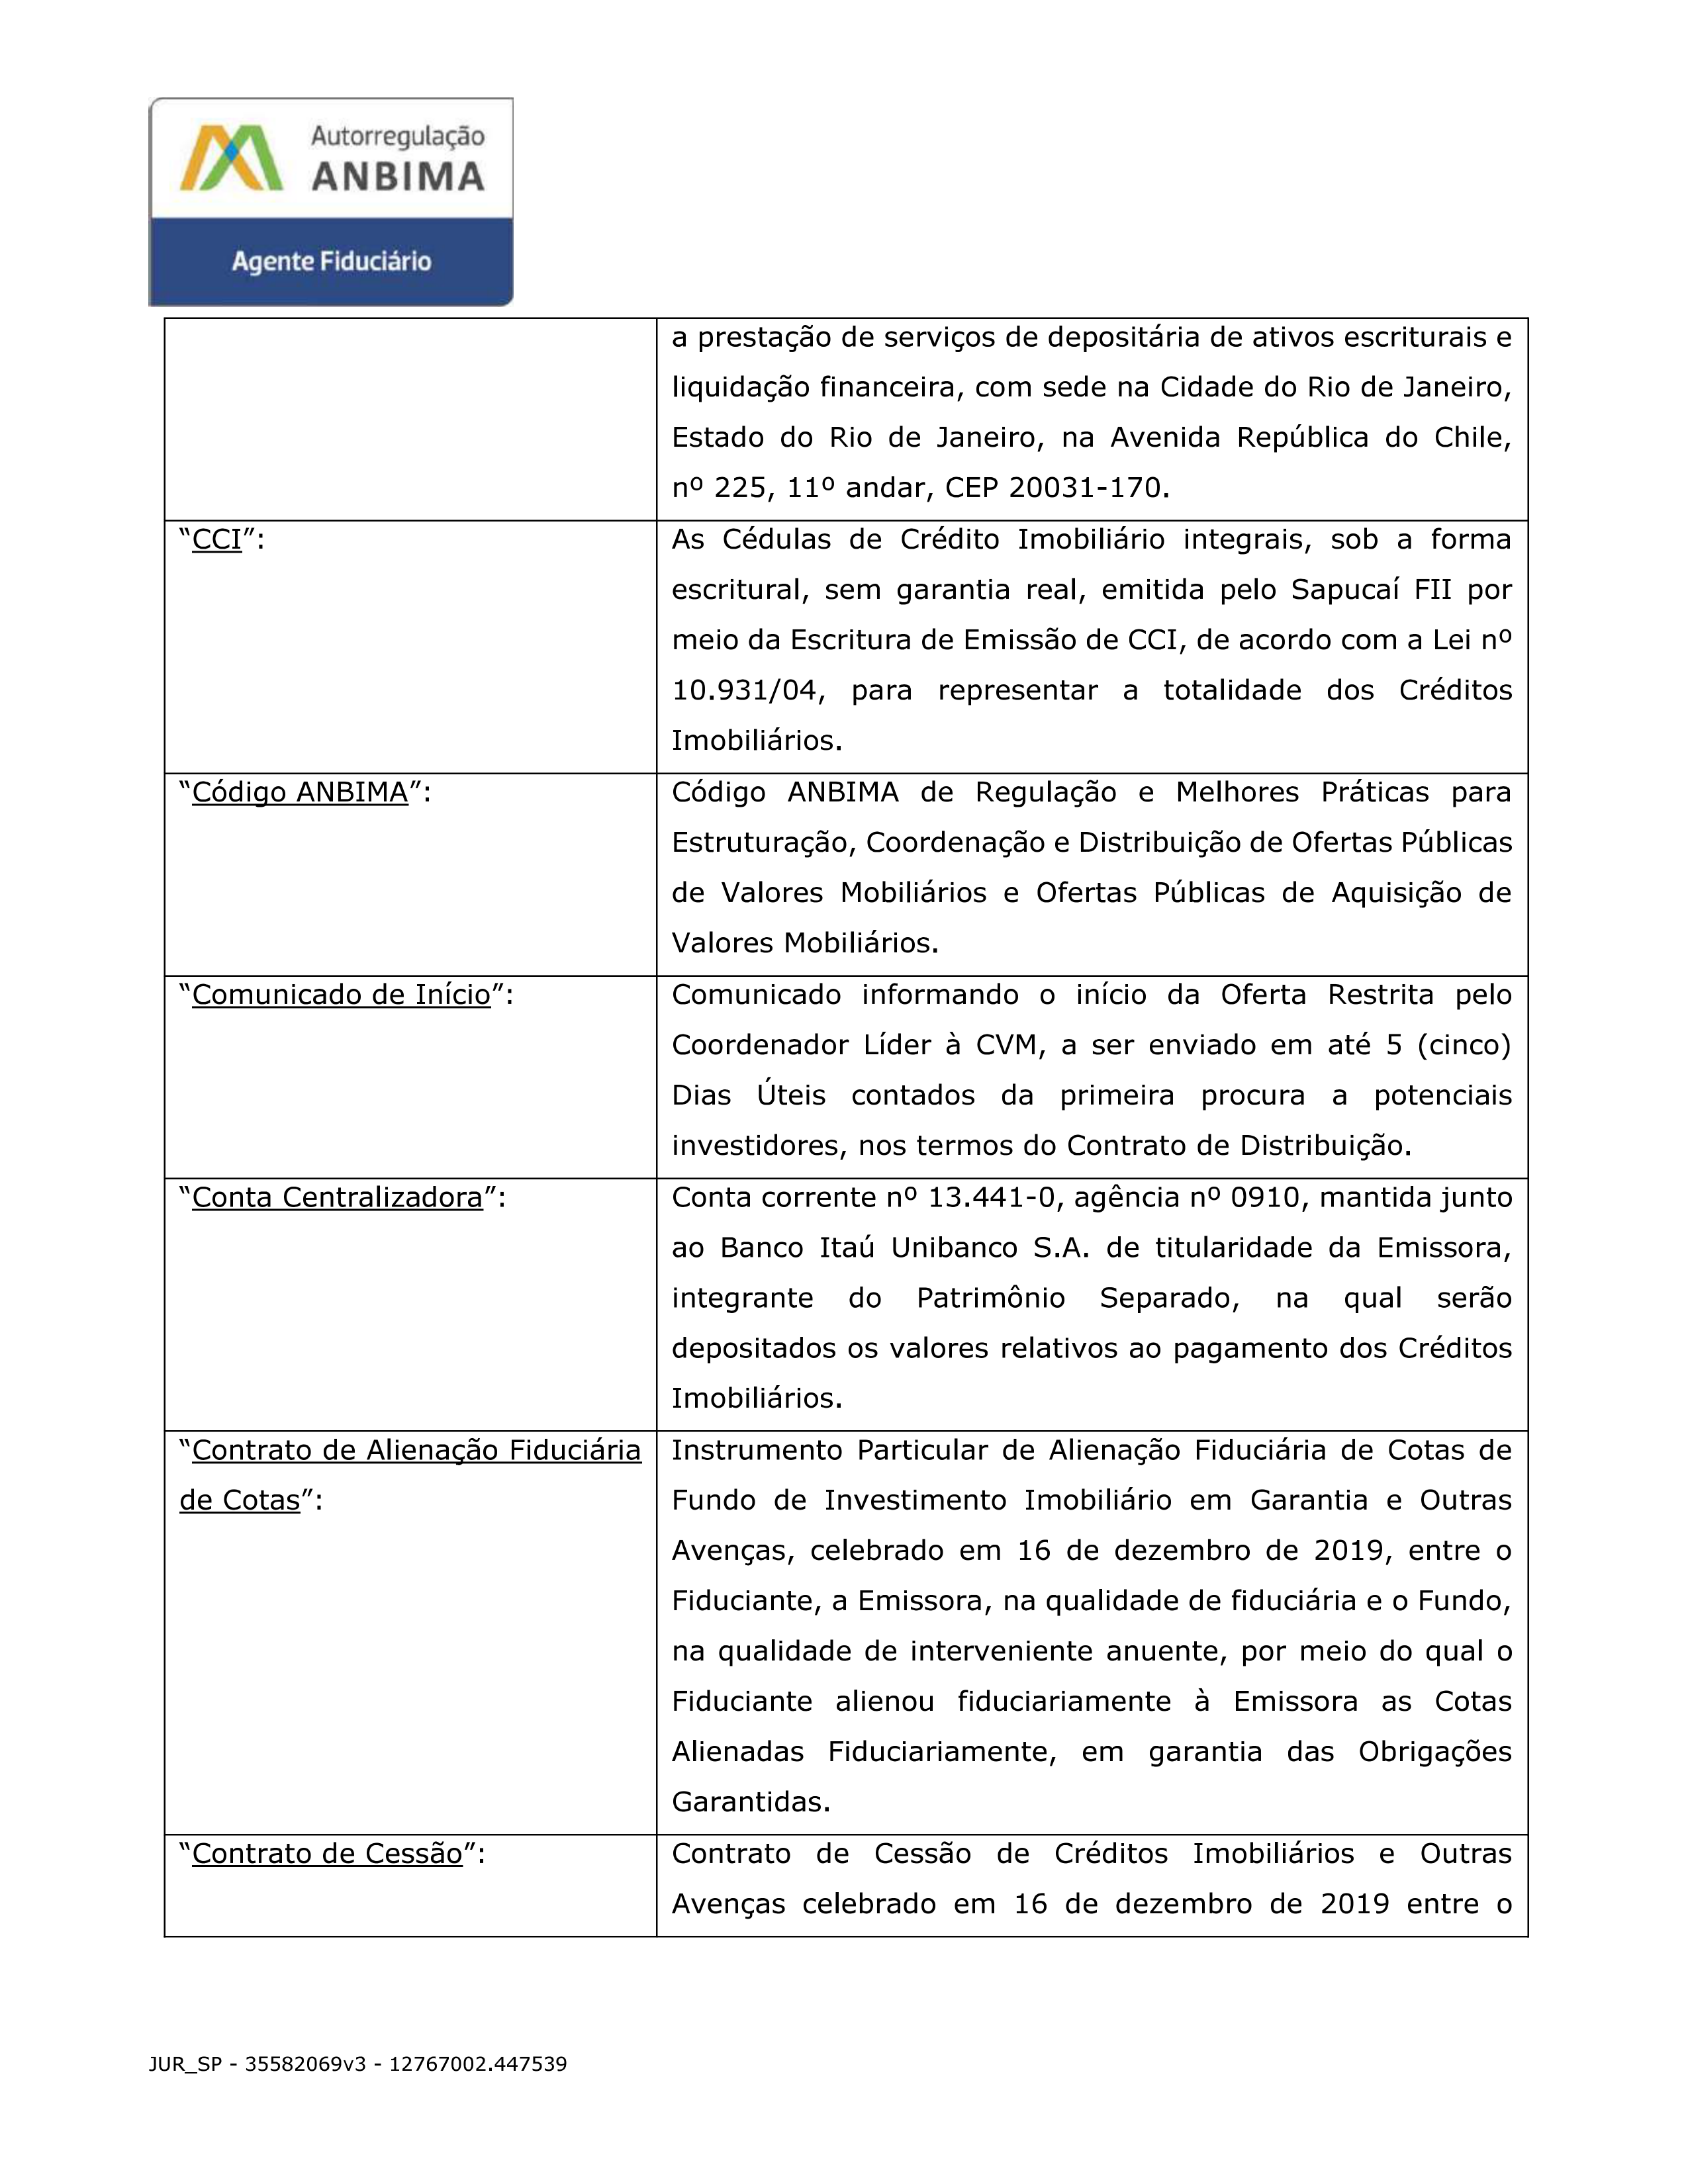 Autorregulação
ANBIMA
Agente Fiduciário
a prestação de serviços de depositária de ativos escriturais e
liquidação financeira, com sede na Cidade do Rio de Janeiro,
Estado do Rio de Janeiro, na Avenida República do Chile,
nº 225, 11º andar, CEP 20031-170.
“CCI”:
As Cédulas de Crédito Imobiliário integrais, sob a forma
escritural, sem garantia real, emitida pelo Sapucaí FII por
meio da Escritura de Emissão de CCI, de acordo com a Lei nº
10.931/04, para representar a totalidade dos Créditos
Imobiliários.
“Código ANBIMA”:
Código ANBIMA de Regulação e Melhores Práticas para
Estruturação, Coordenação e Distribuição de Ofertas Públicas
de Valores Mobiliários e Ofertas Públicas de Aquisição de
Valores Mobiliários.
“Comunicado de Início”:
Comunicado informando o início da Oferta Restrita pelo
Coordenador Líder à CVM, a ser enviado em até 5 (cinco)
Dias Úteis contados da primeira procura a potenciais
investidores, nos termos do Contrato de Distribuição.
“Conta Centralizadora”:
Conta corrente nº 13.441-0, agência nº 0910, mantida junto
ao Banco Itaú Unibanco S.A. de titularidade da Emissora,
integrante do Patrimônio Separado, na qual serão
depositados os valores relativos ao pagamento dos Créditos
Imobiliários.
“Contrato de Alienação Fiduciária
de Cotas”:
Instrumento Particular de Alienação Fiduciária de Cotas de
Fundo de Investimento Imobiliário em Garantia e Outras
Avenças, celebrado em 16 de dezembro de 2019, entre o
Fiduciante, a Emissora, na qualidade de fiduciária e o Fundo,
na qualidade de interveniente anuente, por meio do qual o
Fiduciante alienou fiduciariamente à Emissora as Cotas
Alienadas Fiduciariamente, em garantia das Obrigações
Garantidas.
“Contrato de Cessão”:
Contrato de Cessão de Créditos Imobiliários e Outras
Avenças celebrado em 16 de dezembro de 2019 entre o
JUR_SP - 35582069v3 - 12767002.447539